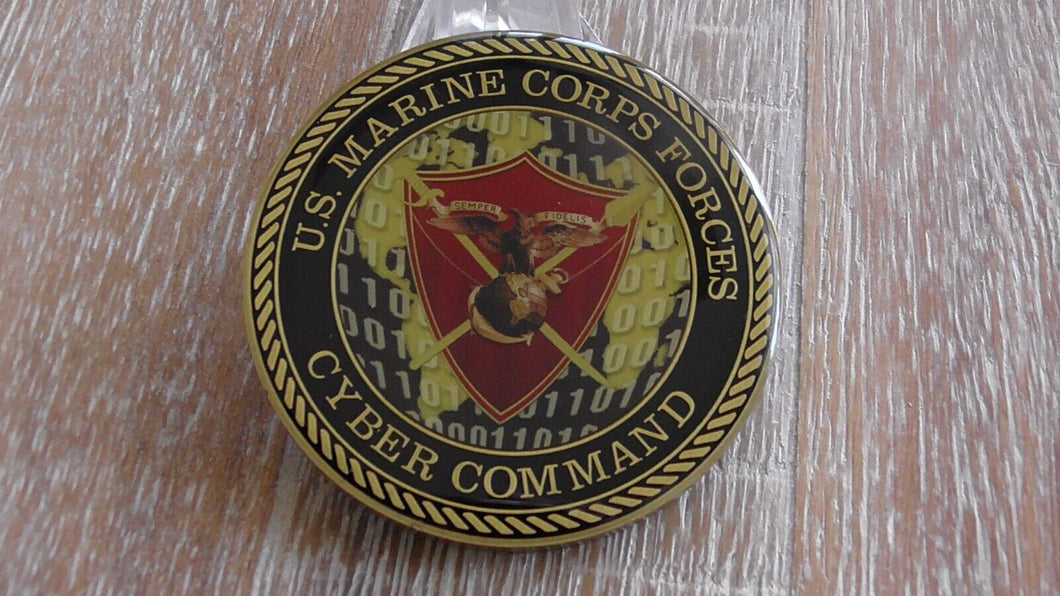 U.S. MARINE CORPS FORCES
SEMPER FIDELIS
CYBER COMMAND